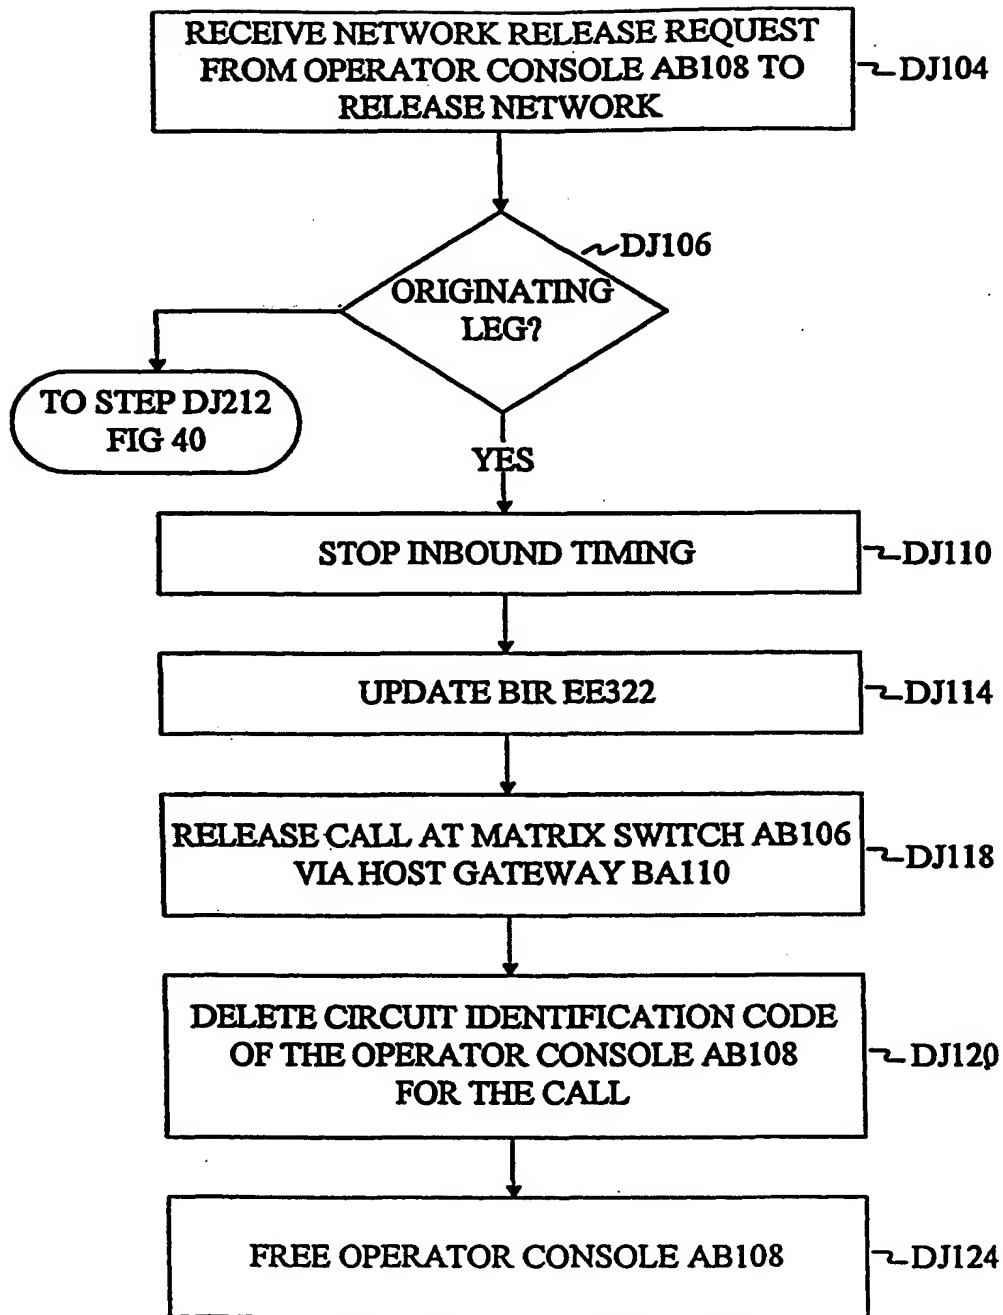 RECEIVE NETWORK RELEASE REQUEST
FROM OPERATOR CONSOLE AB108 TO
RELEASE NETWORK
DJ104
DJ106
ORIGINATING
LEG?
TO STEP DJ212
FIG 40
YES
STOP INBOUND TIMING
DJ110
UPDATE BIR EE322
DJ114
RELEASE CALL AT MATRIX SWITCH AB106
VIA HOST GATEWAY BA110
DJ118
DELETE CIRCUIT IDENTIFICATION CODE
OF THE OPERATOR CONSOLE AB108
FOR THE CALL
DJ120
FREE OPERATOR CONSOLE AB108
DJ124